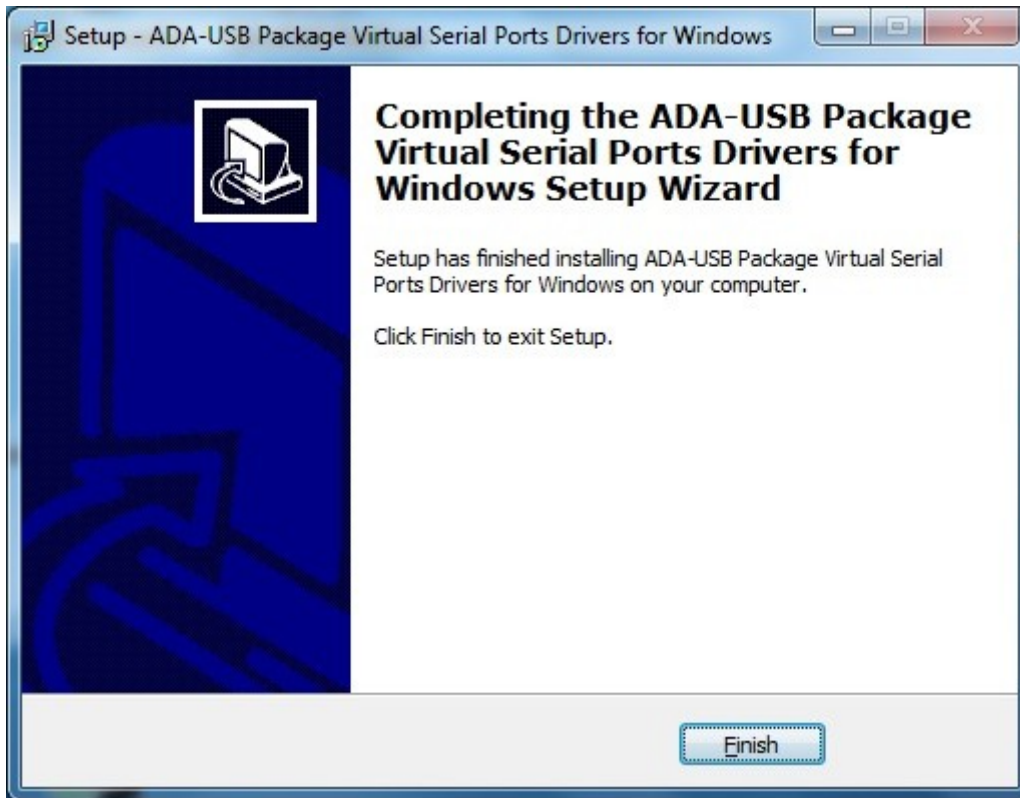 Setup - ADA-USB Package Virtual Serial Ports Drivers for Windows
Completing the ADA-USB Package
Virtual Serial Ports Drivers for
Windows Setup Wizard
Setup has finished installing ADA-USB Package Virtual Serial
Ports Drivers for Windows on your computer.
Click Finish to exit Setup.
Finish